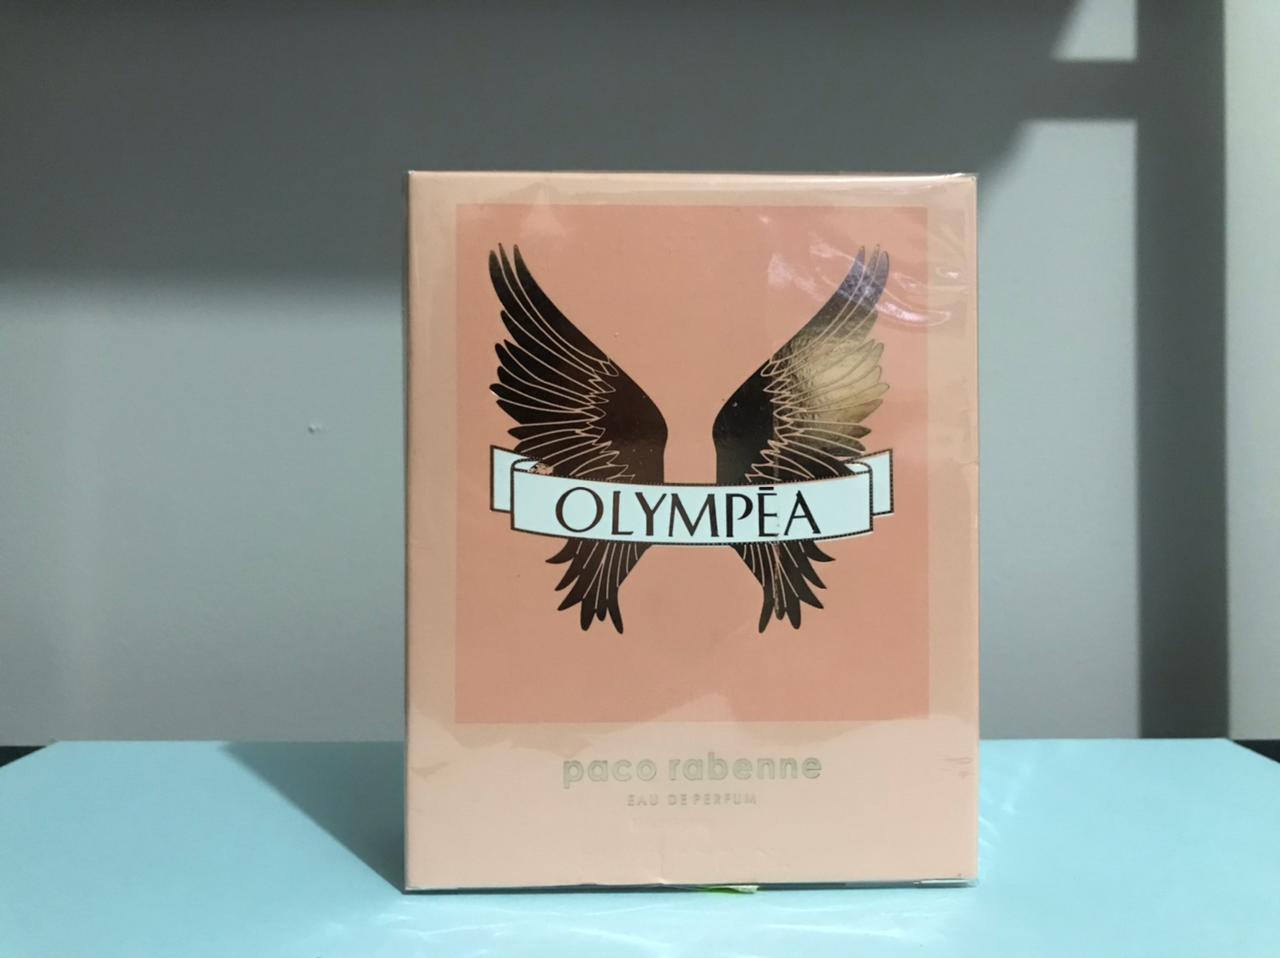 OLYMPĒA
paco rabenne
EAU DE PERFUM